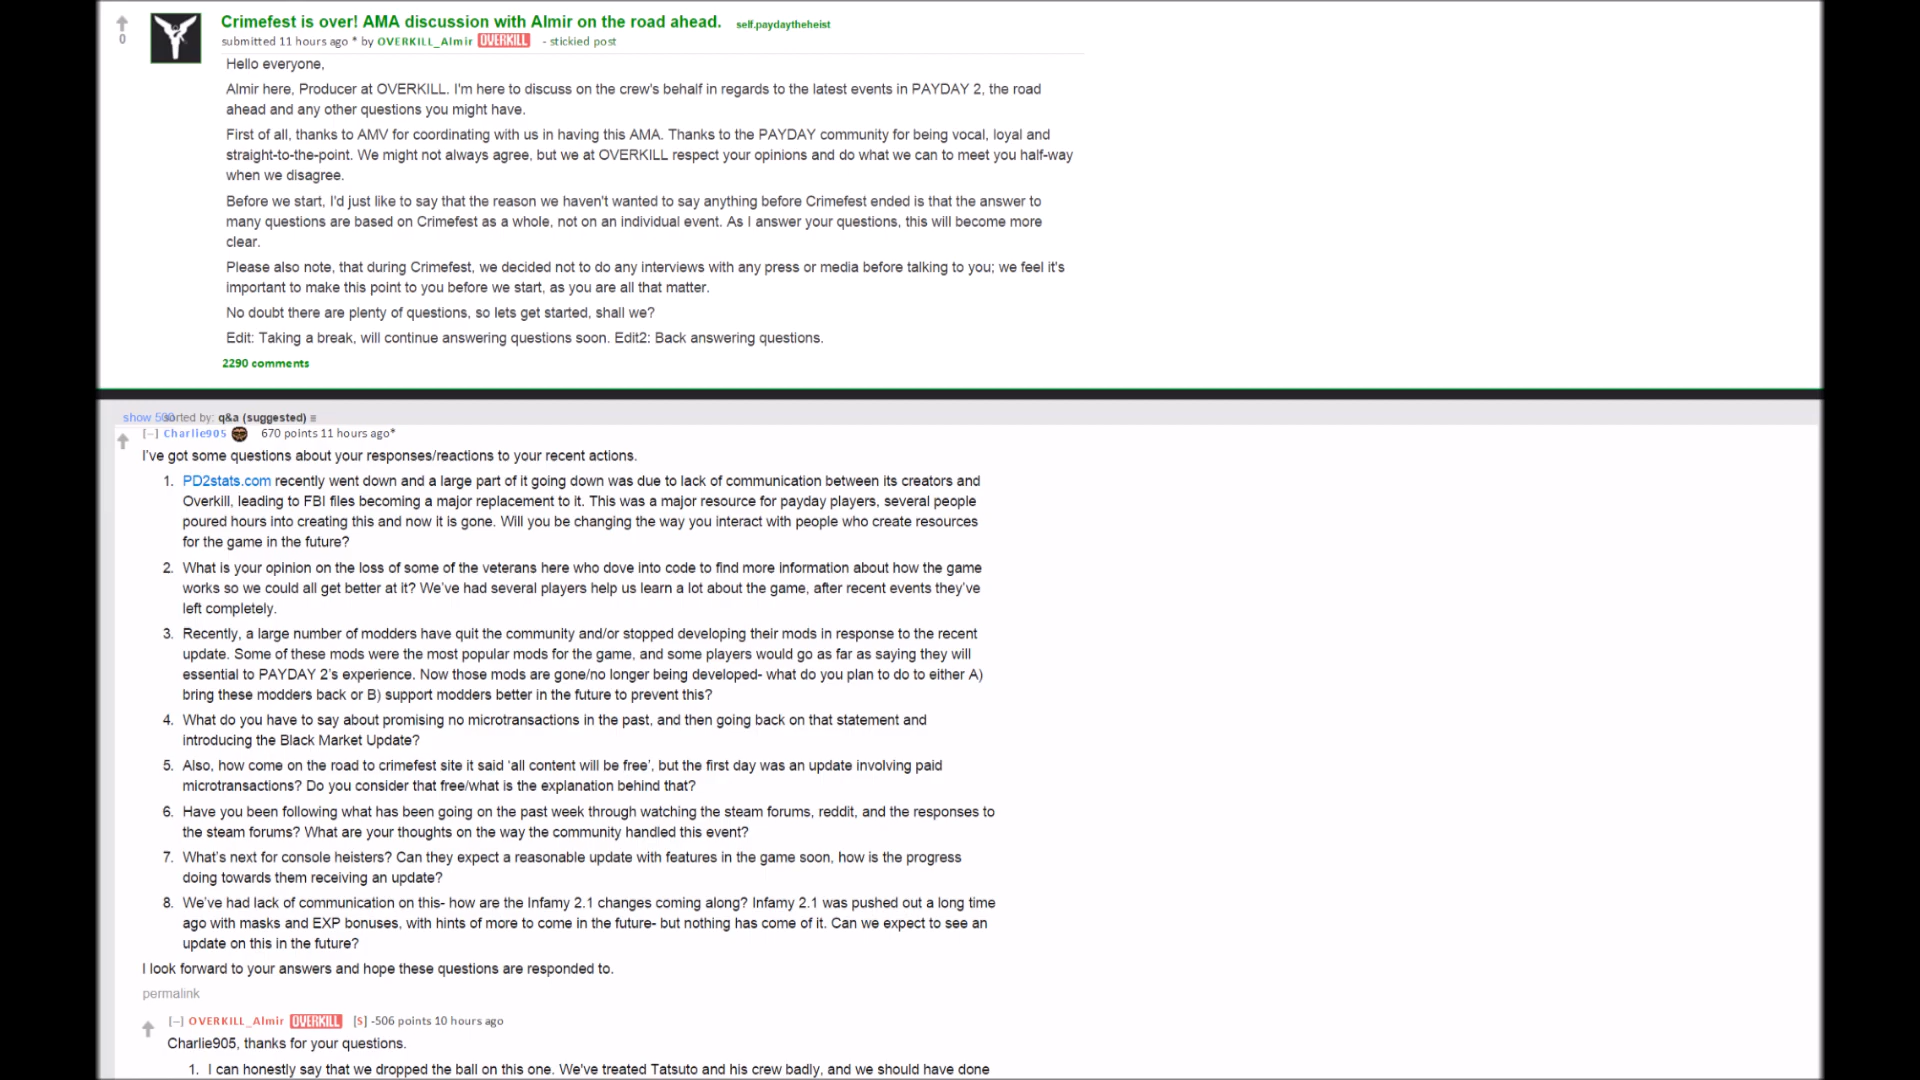 Crimefest is over! AMA discussion with Almir on the road ahead. self.paydaytheheist
0
submitted 11 hours ago * by OVERKILL_Almir OVERKILL - stickied post
Hello everyone,
Almir here, Producer at OVERKILL. I'm here to discuss on the crew's behalf in regards to the latest events in PAYDAY 2, the road
ahead and any other questions you might have.
First of all, thanks to AMV for coordinating with us in having this AMA. Thanks to the PAYDAY community for being vocal, loyal and
straight-to-the-point. We might not always agree, but we at OVERKILL respect your opinions and do what we can to meet you half-way
when we disagree.
Before we start, I'd just like to say that the reason we haven't wanted to say anything before Crimefest ended is that the answer to
many questions are based on Crimefest as a whole, not on an individual event. As I answer your questions, this will become more
clear.
Please also note, that during Crimefest, we decided not to do any interviews with any press or media before talking to you; we feel it's
important to make this point to you before we start, as you are all that matter.
No doubt there are plenty of questions, so lets get started, shall we?
Edit: Taking a break, will continue answering questions soon. Edit2: Back answering questions.
2290 comments
show 500 sorted by: q&a (suggested)
[–] Charlie905 670 points 11 hours ago*
I've got some questions about your responses/reactions to your recent actions.
1. PD2stats.com recently went down and a large part of it going down was due to lack of communication between its creators and
Overkill, leading to FBI files becoming a major replacement to it. This was a major resource for payday players, several people
poured hours into creating this and now it is gone. Will you be changing the way you interact with people who create resources
for the game in the future?
2. What is your opinion on the loss of some of the veterans here who dove into code to find more information about how the game
works so we could all get better at it? We've had several players help us learn a lot about the game, after recent events they've
left completely.
3. Recently, a large number of modders have quit the community and/or stopped developing their mods in response to the recent
update. Some of these mods were the most popular mods for the game, and some players would go as far as saying they will
essential to PAYDAY 2's experience. Now those mods are gone/no longer being developed- what do you plan to do to either A)
bring these modders back or B) support modders better in the future to prevent this?
4. What do you have to say about promising no microtransactions in the past, and then going back on that statement and
introducing the Black Market Update?
5. Also, how come on the road to crimefest site it said 'all content will be free', but the first day was an update involving paid
microtransactions? Do you consider that free/what is the explanation behind that?
6. Have you been following what has been going on the past week through watching the steam forums, reddit, and the responses to
the steam forums? What are your thoughts on the way the community handled this event?
7. What's next for console heisters? Can they expect a reasonable update with features in the game soon, how is the progress
doing towards them receiving an update?
8. We've had lack of communication on this- how are the Infamy 2.1 changes coming along? Infamy 2.1 was pushed out a long time
ago with masks and EXP bonuses, with hints of more to come in the future- but nothing has come of it. Can we expect to see an
update on this in the future?
I look forward to your answers and hope these questions are responded to.
permalink
[–] OVERKILL_Almir OVERKILL [S] -506 points 10 hours ago
Charlie905, thanks for your questions.
1. I can honestly say that we dropped the ball on this one. We've treated Tatsuto and his crew badly, and we should have done